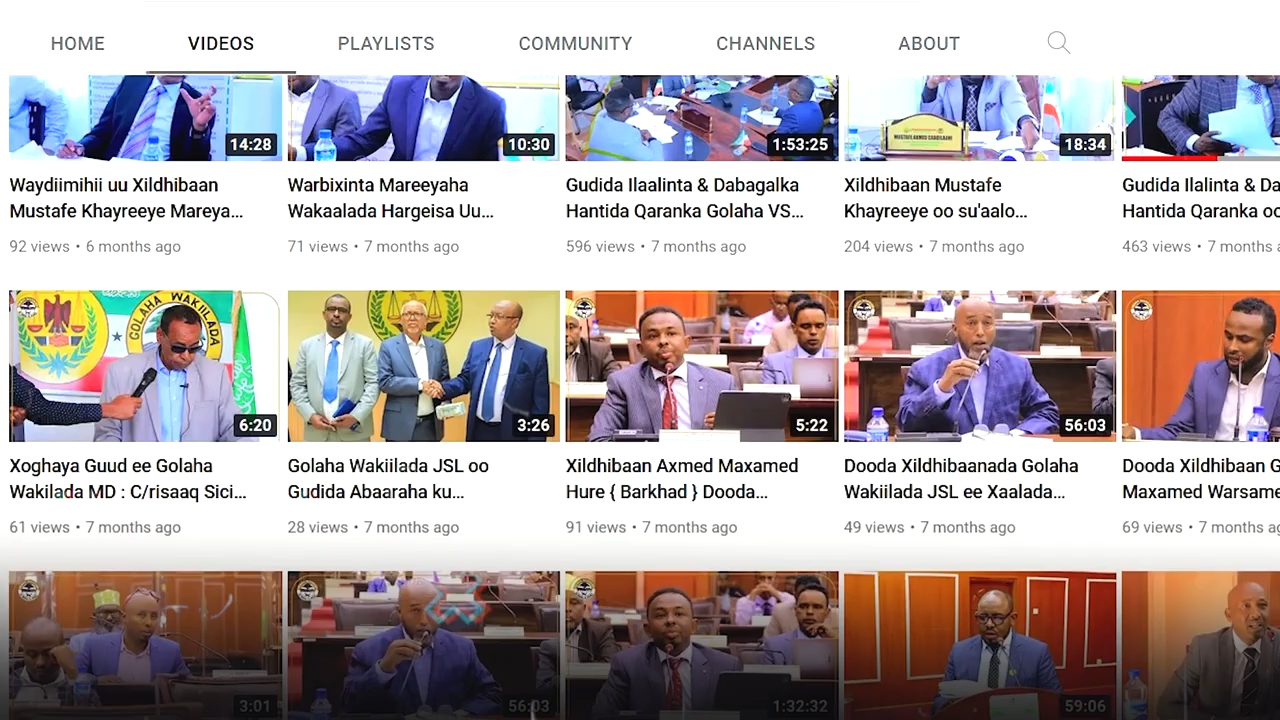 HOME VIDEOS PLAYLISTS COMMUNITY CHANNELS ABOUT
14:28
10:30
1:53:25
MUSTAFE AHMED CABDILAAHI
18:34
Waydiimihii uu Xildhibaan
Mustafe Khayreeye Mareya...
92 views • 6 months ago
Warbixinta Mareeyaha
Wakaalada Hargeisa Uu...
71 views • 7 months ago
Gudida Ilaalinta & Dabagalka
Hantida Qaranka Golaha VS...
596 views • 7 months ago
Xildhibaan Mustafe
Khayreeye oo su'aalo...
204 views • 7 months ago
Gudida Ilalinta & Da
Hantida Qaranka oo
463 views • 7 months a
GOLAHA WAKIILADA
6:20
3:26
5:22
56:03
Xoghaya Guud ee Golaha
Wakilada MD : C/risaaq Sici...
61 views • 7 months ago
Golaha Wakiilada JSL oo
Gudida Abaaraha ku...
28 views • 7 months ago
Xildhibaan Axmed Maxamed
Hure { Barkhad } Dooda...
91 views • 7 months ago
Dooda Xildhibaanada Golaha
Wakiilada JSL ee Xaalada...
49 views • 7 months ago
Dooda Xildhibaan G
Maxamed Warsame
69 views • 7 months ag
3:01
56:03
1:32:32
59:06